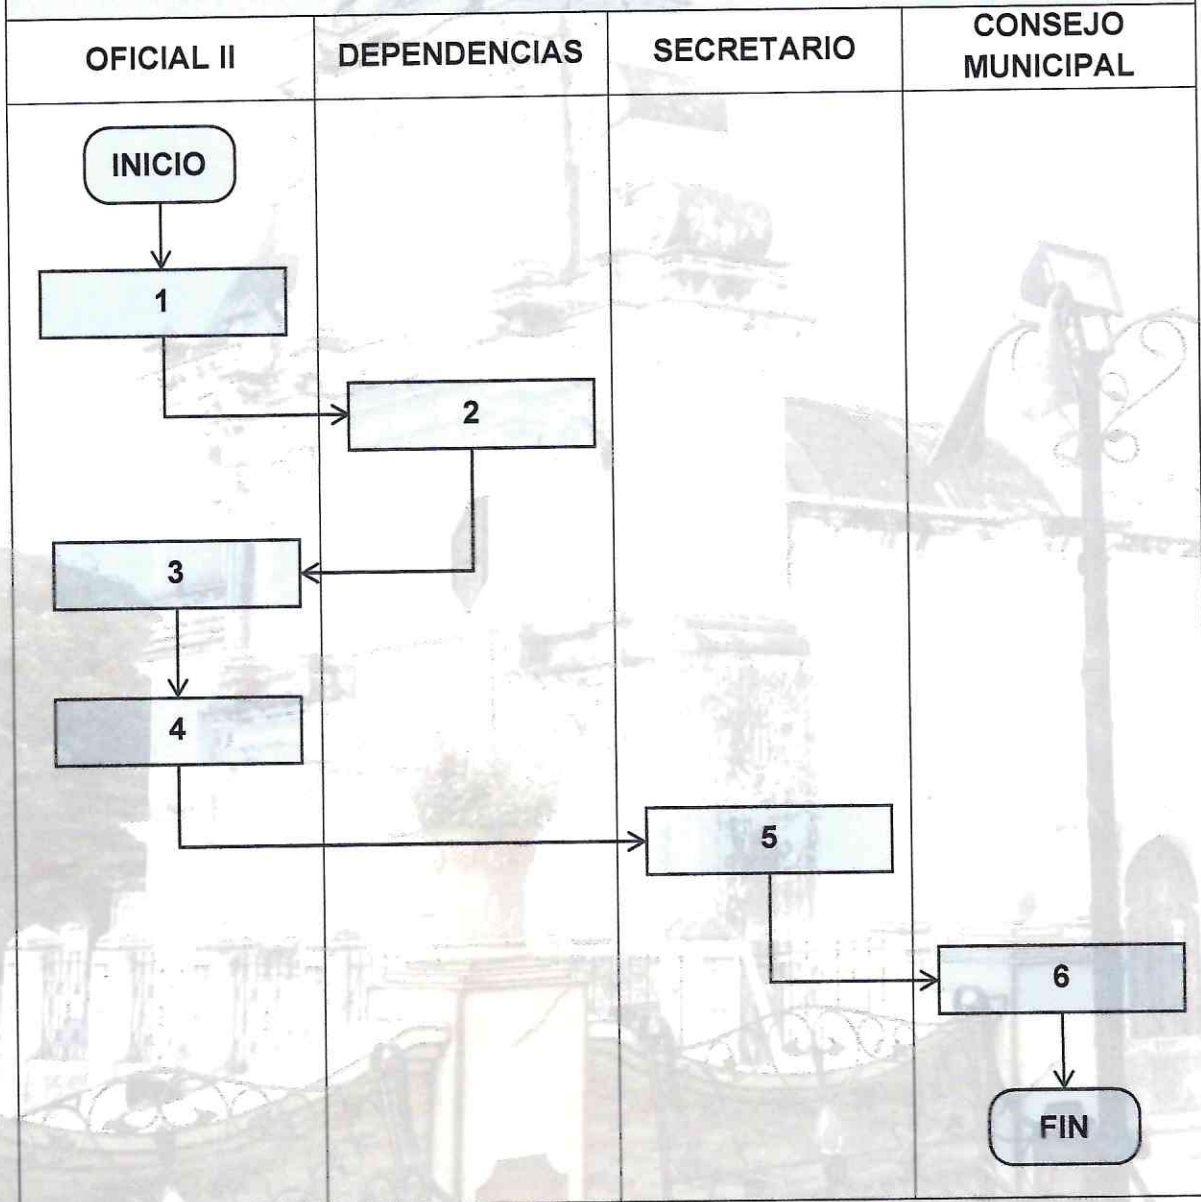 OFICIAL II
DEPENDENCIAS
SECRETARIO
CONSEJO
MUNICIPAL
INICIO
1
2
3
4
5
6
FIN